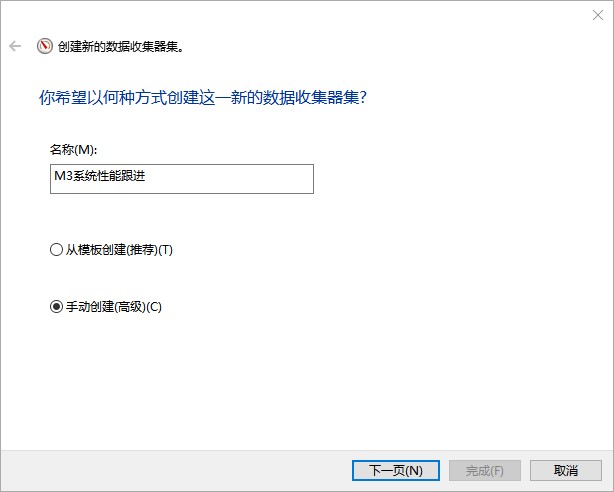 创建新的数据收集器集。
你希望以何种方式创建这一新的数据收集器集?
名称(M):
M3系统性能跟进
从模板创建(推荐)(T)
手动创建(高级)(C)
下一页(N) 完成(F) 取消